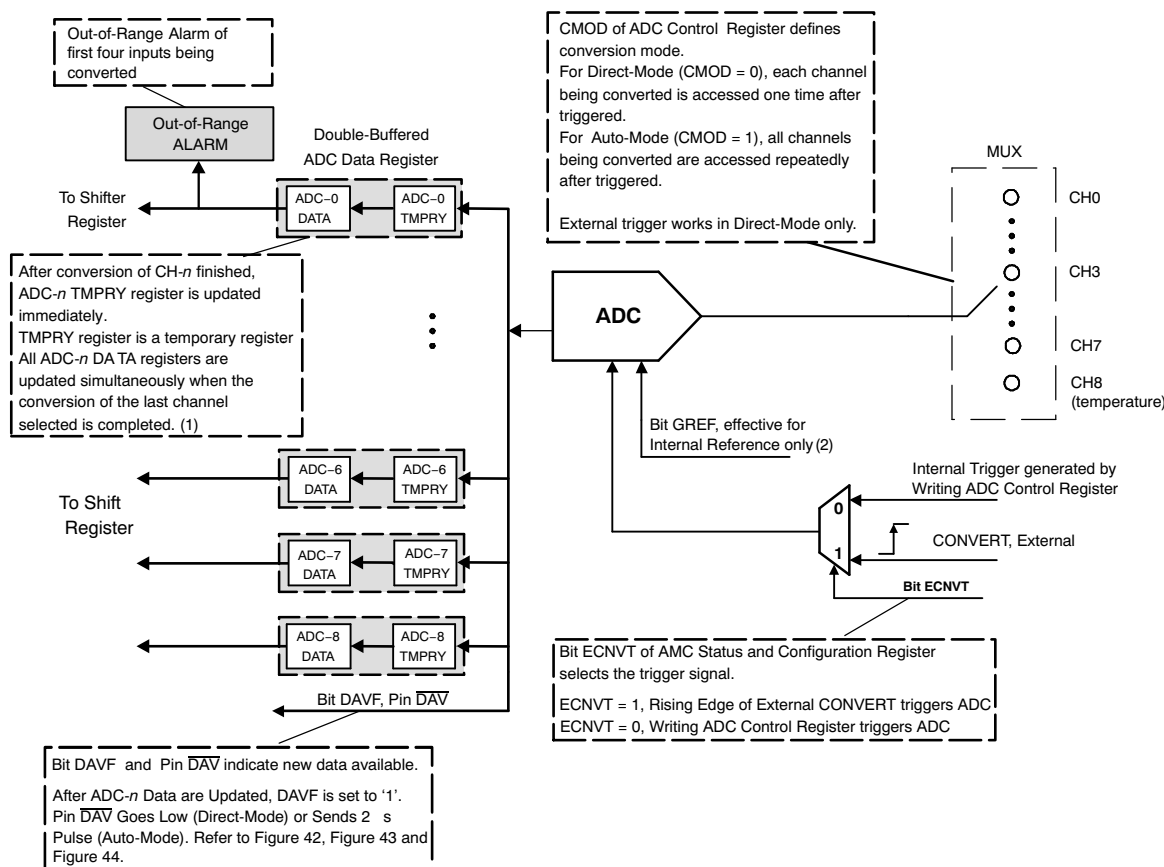 Out-of-Range Alarm of
first four inputs being
converted
Out-of-Range
ALARM
Double-Buffered
ADC Data Register
To Shifter
Register
ADC-0
DATA
ADC-0
TMPRY
After conversion of CH-n finished,
ADC-n TMPRY register is updated
immediately.
TMPRY register is a temporary register
All ADC-n DA TA registers are
updated simultaneously when the
conversion of the last channel
selected is completed. (1)
CMOD of ADC Control Register defines
conversion mode.
For Direct-Mode (CMOD = 0), each channel
being converted is accessed one time after
triggered.
For Auto-Mode (CMOD = 1), all channels
being converted are accessed repeatedly
after triggered.
External trigger works in Direct-Mode only.
MUX
CH0
CH3
CH7
CH8
(temperature)
ADC
Bit GREF, effective for
Internal Reference only (2)
Internal Trigger generated by
Writing ADC Control Register
0
1
CONVERT, External
Bit ECNVT
To Shift
Register
ADC-6
DATA
ADC-6
TMPRY
ADC-7
DATA
ADC-7
TMPRY
ADC-8
DATA
ADC-8
TMPRY
Bit DAVF, Pin DAV
Bit ECNVT of AMC Status and Configuration Register
selects the trigger signal.
ECNVT = 1, Rising Edge of External CONVERT triggers ADC
ECNVT = 0, Writing ADC Control Register triggers ADC
Bit DAVF and Pin DAV indicate new data available.
After ADC-n Data are Updated, DAVF is set to ‘1’.
Pin DAV Goes Low (Direct-Mode) or Sends 2 s
Pulse (Auto-Mode). Refer to Figure 42, Figure 43 and
Figure 44.